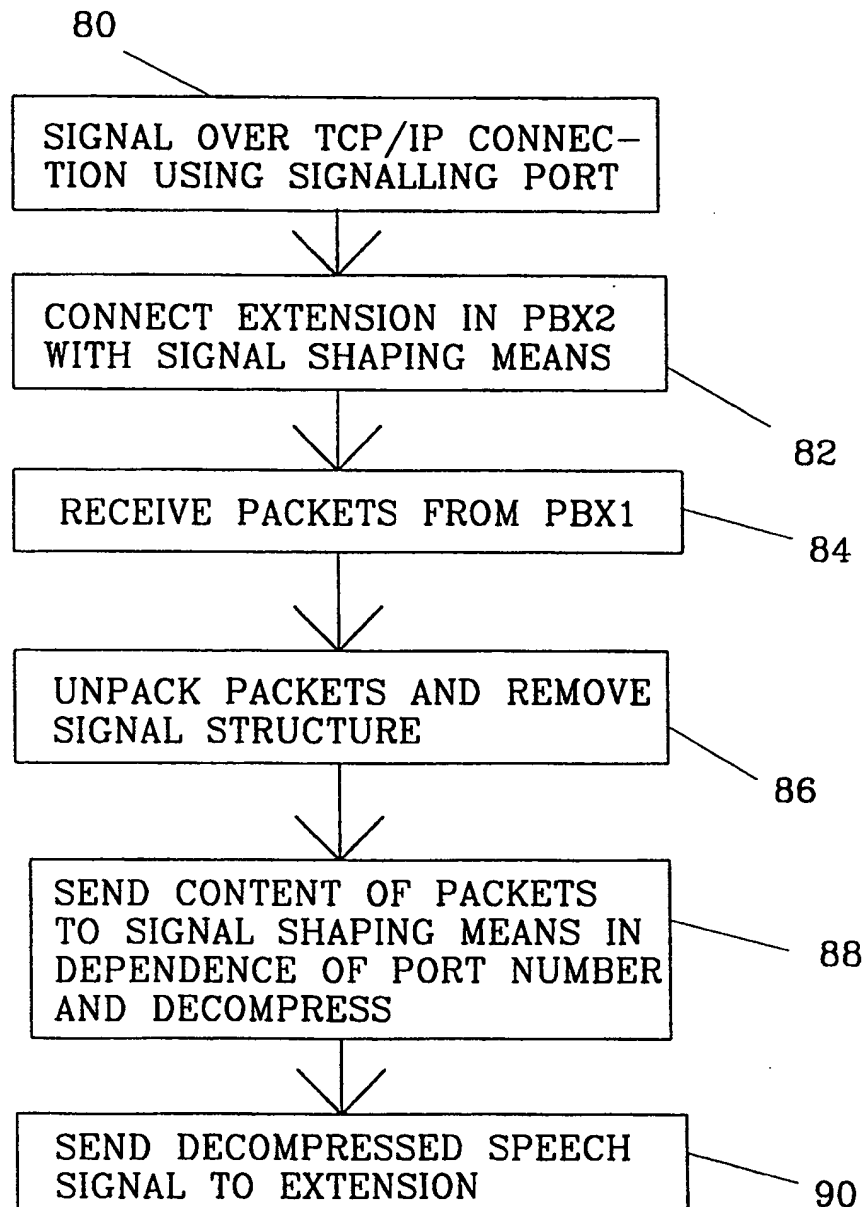 80
SIGNAL OVER TCP/IP CONNEC-
TION USING SIGNALLING PORT
CONNECT EXTENSION IN PBX2
WITH SIGNAL SHAPING MEANS
82
RECEIVE PACKETS FROM PBX1
84
UNPACK PACKETS AND REMOVE
SIGNAL STRUCTURE
86
SEND CONTENT OF PACKETS
TO SIGNAL SHAPING MEANS IN
DEPENDENCE OF PORT NUMBER
AND DECOMPRESS
88
SEND DECOMPRESSED SPEECH
SIGNAL TO EXTENSION
90